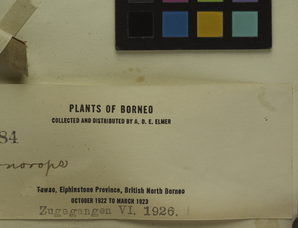 PLANTS OF BORNEO
COLLECTED AND DISTRIBUTED BY A. D. E. ELMER
84
Tawao, Elphinstone Province, British North Borneo
OCTOBER 1922 TO MARCH 1923
Zugegangen VI. 1926.